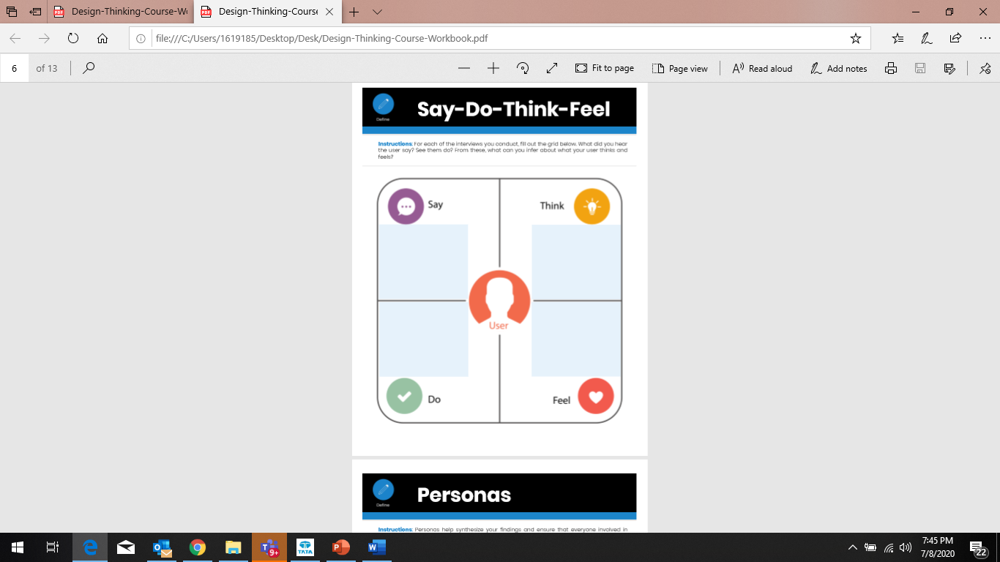 Design-Thinking-Course-Wo
Design-Thinking-Course
file:///C:/Users/1619185/Desktop/Desk/Design-Thinking-Course-Workbook.pdf
6 of 13
Fit to page
Page view
Read aloud
Add notes
Define
Say-Do-Think-Feel
Instructions: For each of the interviews you conduct, fill out the grid below. What did you hear
the user say? See them do? From these, what can you infer about what your user thinks and
feels?
Say
Think
User
Do
Feel
Define
Personas
Instructions: Personas help synthesize your findings and ensure that everyone involved in
9+
TATA
7:45 PM
7/8/2020
22